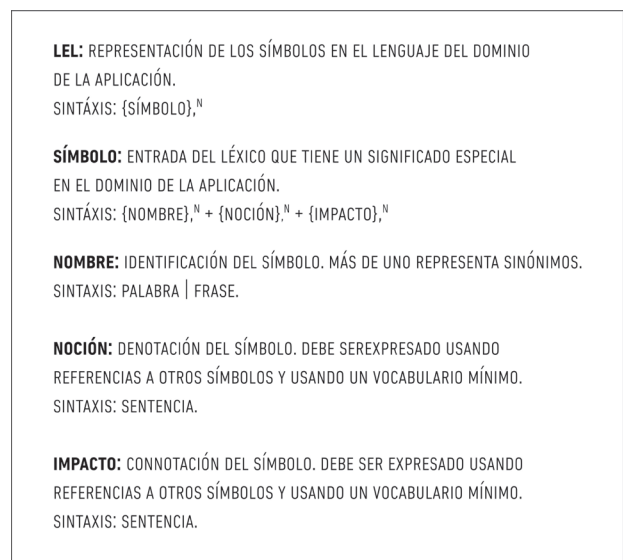 LEL: REPRESENTACIÓN DE LOS SÍMBOLOS EN EL LENGUAJE DEL DOMINIO
DE LA APLICACIÓN.
SINTÁXIS: {SÍMBOLO},ᴺ
SÍMBOLO: ENTRADA DEL LÉXICO QUE TIENE UN SIGNIFICADO ESPECIAL
EN EL DOMINIO DE LA APLICACIÓN.
SINTÁXIS: {NOMBRE},ᴺ + {NOCIÓN}.ᴺ + {IMPACTO},ᴺ
NOMBRE: IDENTIFICACIÓN DEL SÍMBOLO. MÁS DE UNO REPRESENTA SINÓNIMOS.
SINTAXIS: PALABRA | FRASE.
NOCIÓN: DENOTACIÓN DEL SÍMBOLO. DEBE SEREXPRESADO USANDO
REFERENCIAS A OTROS SÍMBOLOS Y USANDO UN VOCABULARIO MÍNIMO.
SINTAXIS: SENTENCIA.
IMPACTO: CONNOTACIÓN DEL SÍMBOLO. DEBE SER EXPRESADO USANDO
REFERENCIAS A OTROS SÍMBOLOS Y USANDO UN VOCABULARIO MÍNIMO.
SINTAXIS: SENTENCIA.